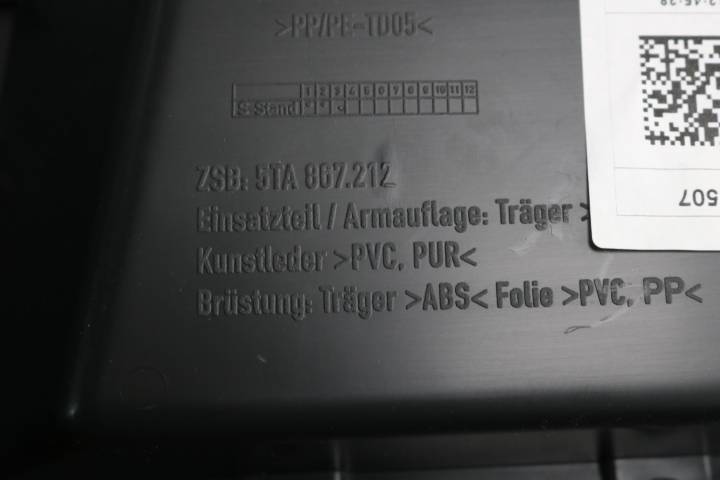 >PP/PE-TD05<
1 2 3 4 5 6 7 8 9 10 11 12
ZSB: 5TA 867.212
Einsatzteil / Armauflage: Träger >
Kunstleder >PVC, PUR<
Brüstung: Träger >ABS< Folie >PVC, PP<
507